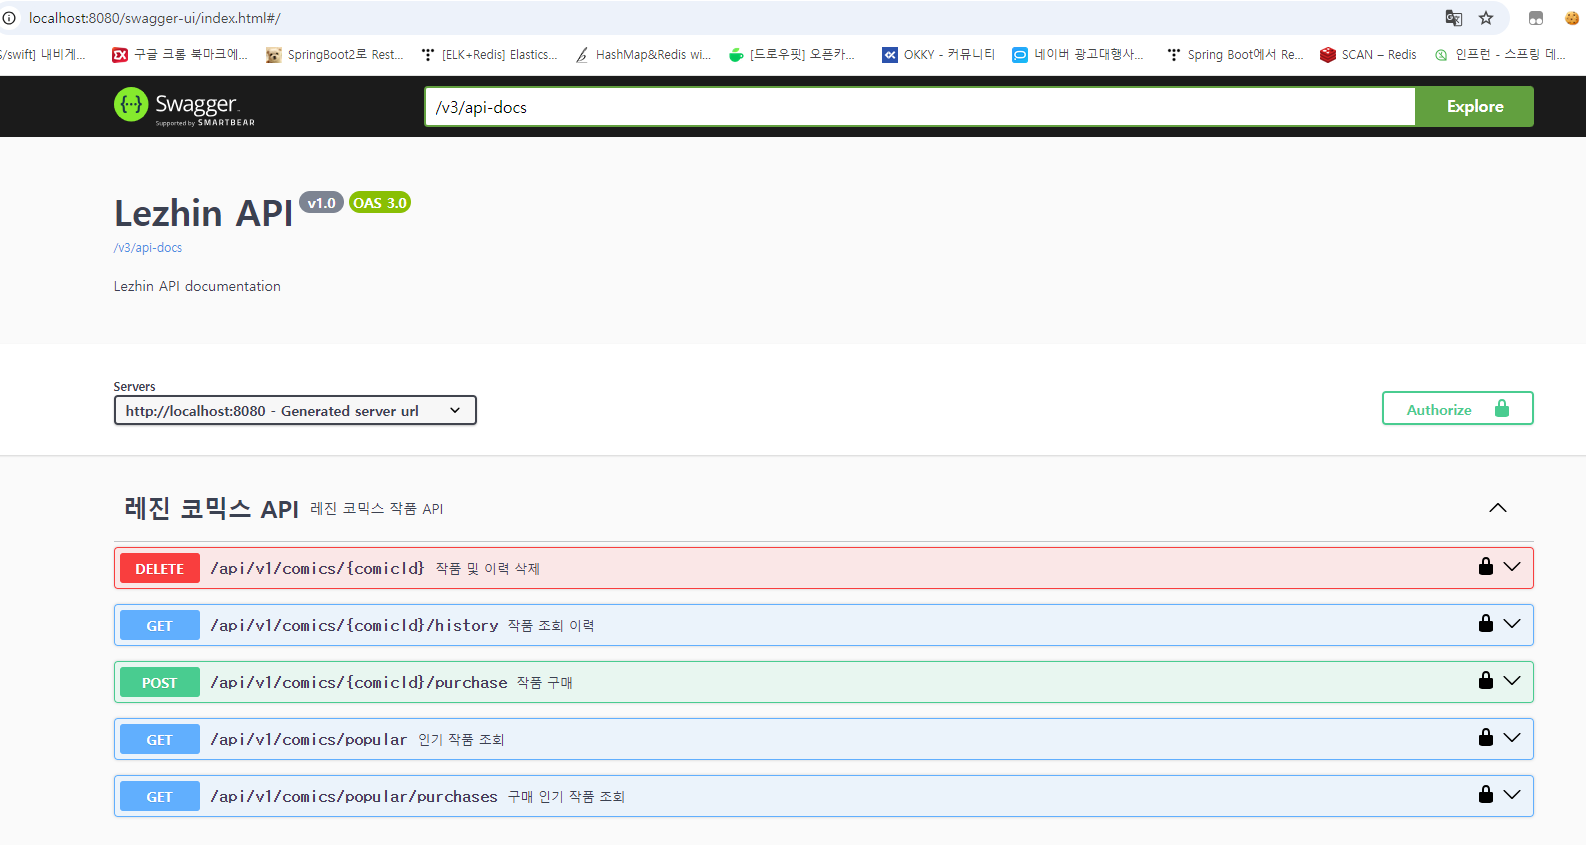 localhost:8080/swagger-ui/index.html#/
S/swift] 내비게... 구글 크롬 북마크에... SpringBoot2로 Rest... [ELK+Redis] Elastics... HashMap&Redis wi... [드로우핏] 오픈카... OKKY - 커뮤니티 네이버 광고대행사... Spring Boot에서 Re... SCAN – Redis 인프런 - 스프링 데...
{···} Swagger.
Supported by SMARTBEAR
/v3/api-docs
Explore
Lezhin API v1.0 OAS 3.0
/v3/api-docs
Lezhin API documentation
Servers
http://localhost:8080 - Generated server url
Authorize
레진 코믹스 API 레진 코믹스 작품 API
DELETE /api/v1/comics/{comicId} 작품 및 이력 삭제
GET /api/v1/comics/{comicId}/history 작품 조회 이력
POST /api/v1/comics/{comicId}/purchase 작품 구매
GET /api/v1/comics/popular 인기 작품 조회
GET /api/v1/comics/popular/purchases 구매 인기 작품 조회